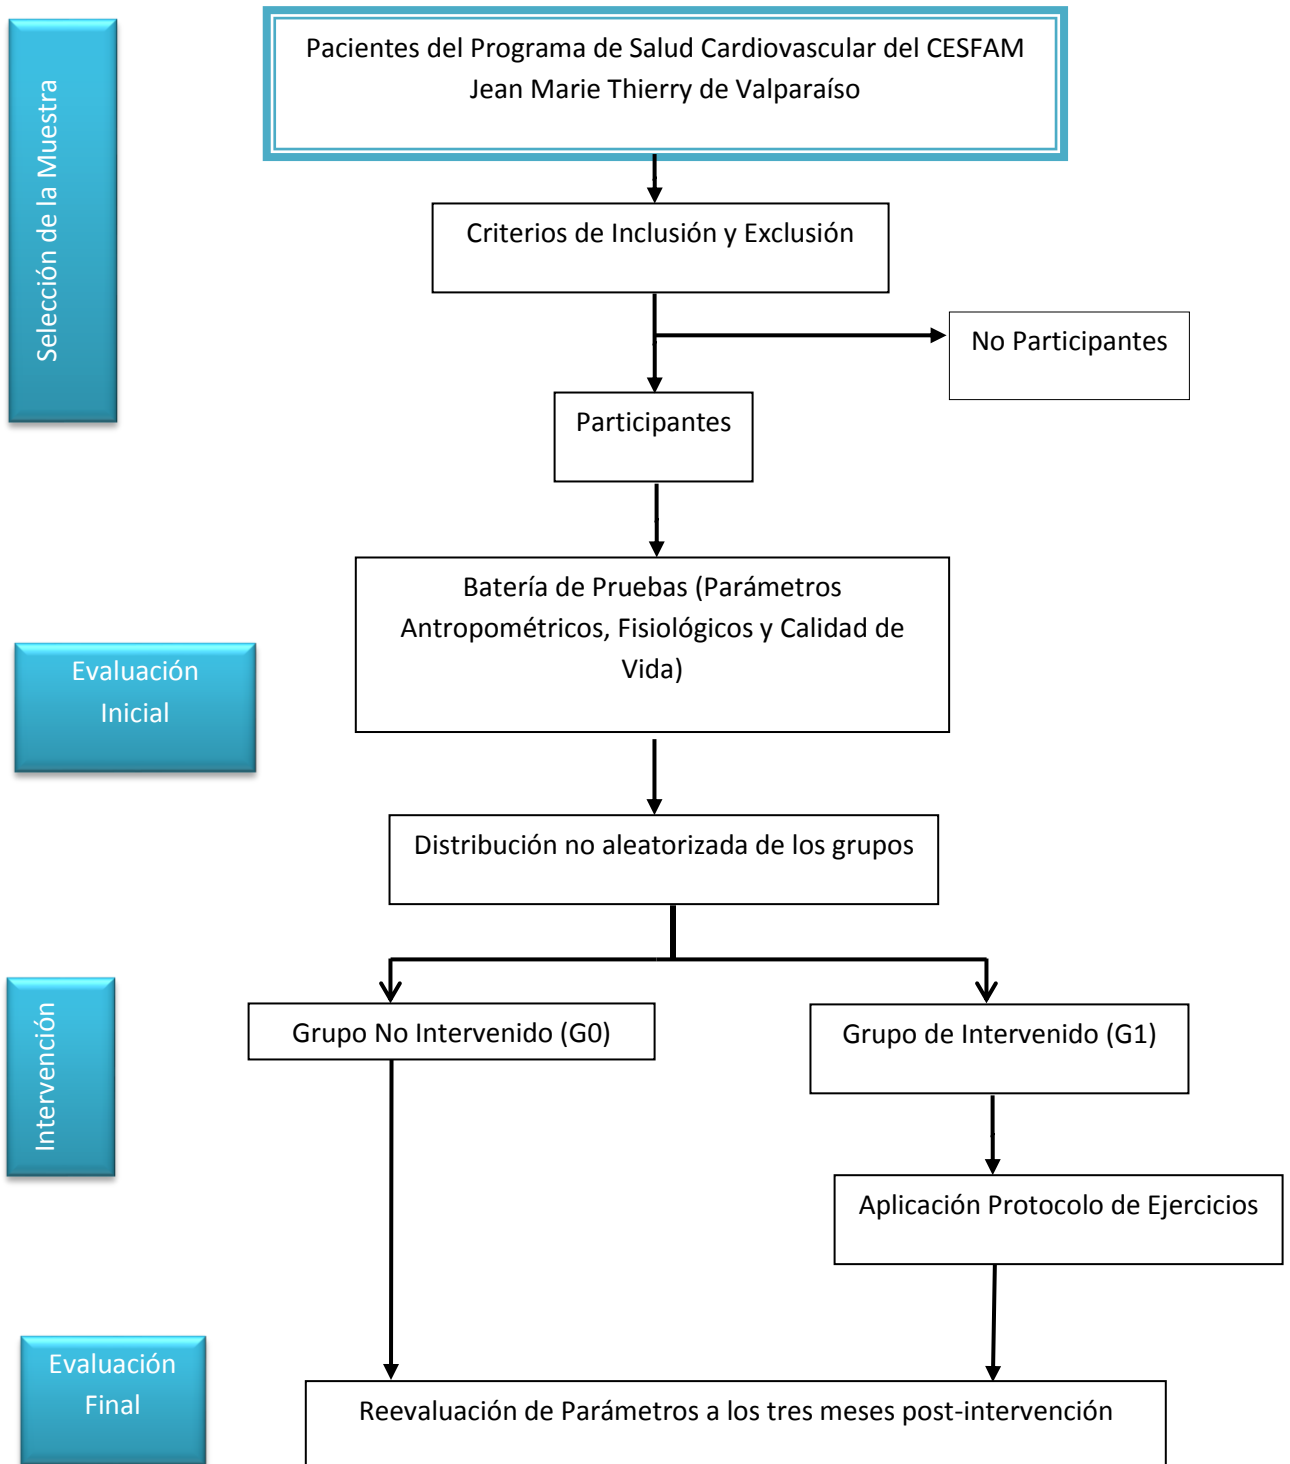 Selección de la Muestra
Pacientes del Programa de Salud Cardiovascular del CESFAM
Jean Marie Thierry de Valparaíso
Criterios de Inclusión y Exclusión
No Participantes
Participantes
Evaluación
Inicial
Batería de Pruebas (Parámetros
Antropométricos, Fisiológicos y Calidad de
Vida)
Distribución no aleatorizada de los grupos
Intervención
Grupo No Intervenido (G0)
Grupo de Intervenido (G1)
Aplicación Protocolo de Ejercicios
Evaluación
Final
Reevaluación de Parámetros a los tres meses post-intervención